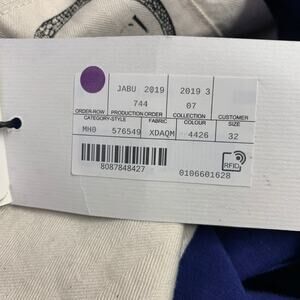 JABU 2019 2019 3
744 07
ORDER-ROW PRODUCTION ORDER COLLECTION CUSTOMER
CATEGORY-STYLE FABRIC COLOUR SIZE
MH0 576549 XDAQM 4426 32
8087848427
RFID
0106601628